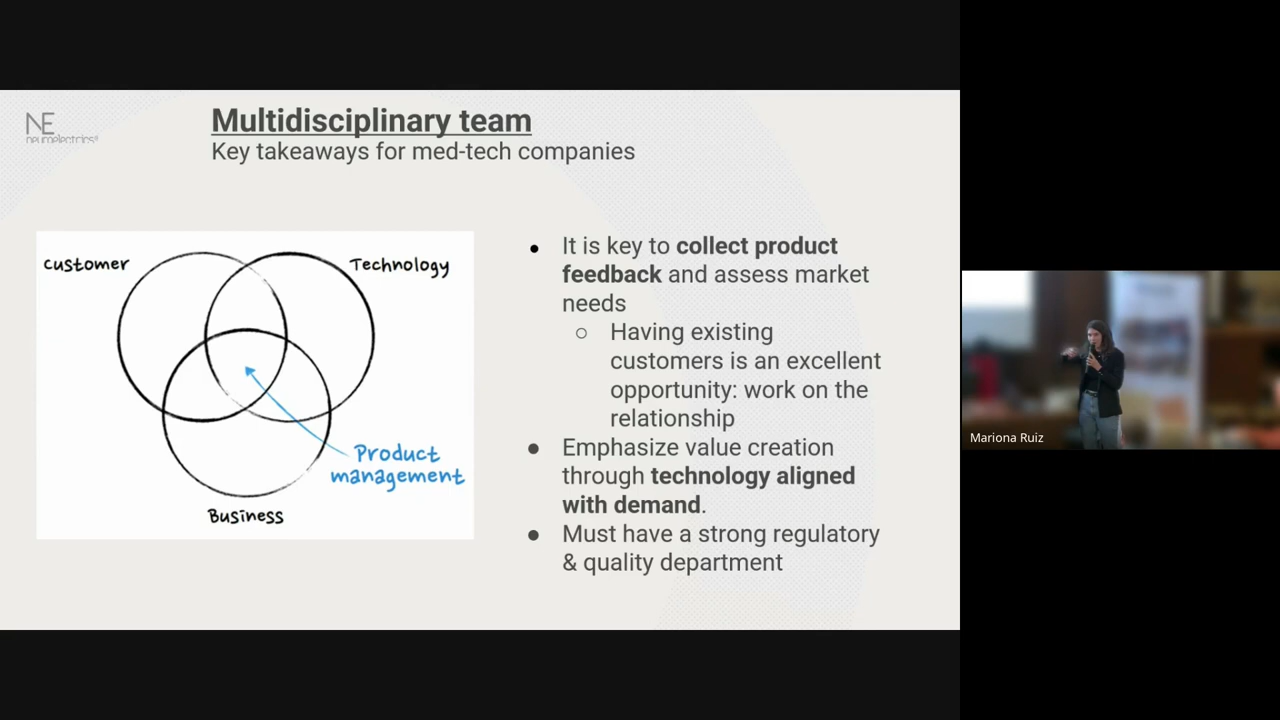 NE
neuroelectrics®
Multidisciplinary team
Key takeaways for med-tech companies
Customer
Technology
Product
management
Business
● It is key to collect product
feedback and assess market
needs
○ Having existing
customers is an excellent
opportunity: work on the
relationship
● Emphasize value creation
through technology aligned
with demand.
● Must have a strong regulatory
& quality department
Mariona Ruiz